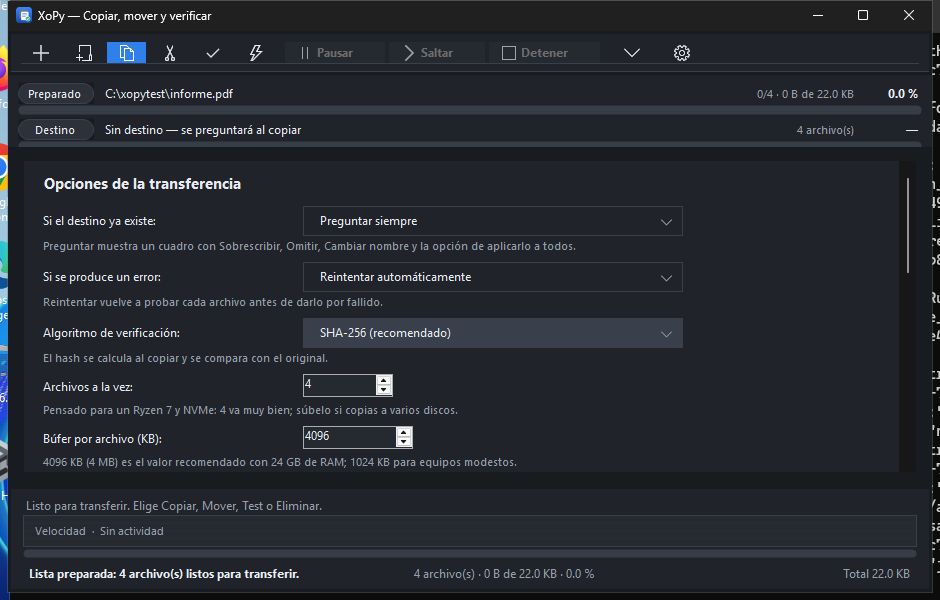 XoPy — Copiar, mover y verificar
Pausar
Saltar
Detener
Preparado C:\xopytest\informe.pdf 0/4 · 0 B de 22.0 KB 0.0 %
Destino Sin destino — se preguntará al copiar 4 archivo(s) —
Opciones de la transferencia
Si el destino ya existe: Preguntar siempre
Preguntar muestra un cuadro con Sobrescribir, Omitir, Cambiar nombre y la opción de aplicarlo a todos.
Si se produce un error: Reintentar automáticamente
Reintentar vuelve a probar cada archivo antes de darlo por fallido.
Algoritmo de verificación: SHA-256 (recomendado)
El hash se calcula al copiar y se compara con el original.
Archivos a la vez: 4
Pensado para un Ryzen 7 y NVMe: 4 va muy bien; súbelo si copias a varios discos.
Búfer por archivo (KB): 4096
4096 KB (4 MB) es el valor recomendado con 24 GB de RAM; 1024 KB para equipos modestos.
Listo para transferir. Elige Copiar, Mover, Test o Eliminar.
Velocidad · Sin actividad
Lista preparada: 4 archivo(s) listos para transferir. 4 archivo(s) · 0 B de 22.0 KB · 0.0 % Total 22.0 KB